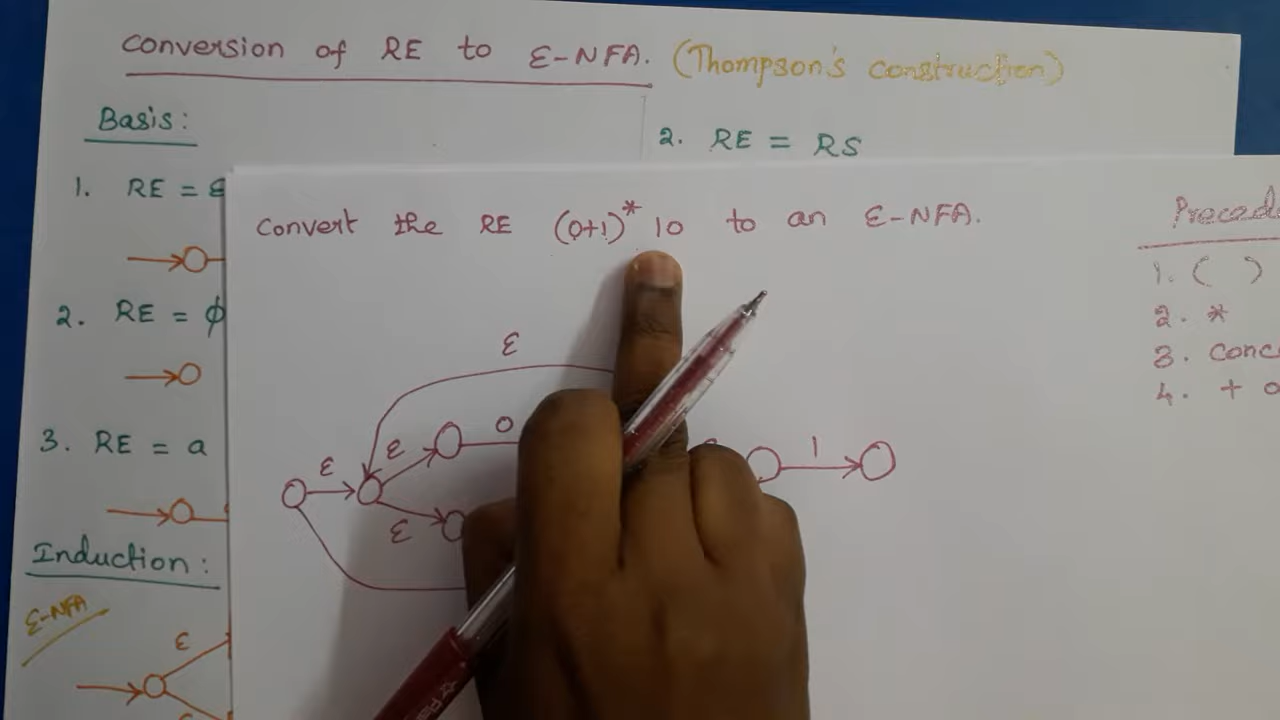 conversion of RE to ε-NFA. (Thompson's construction)
Basis:
1. RE = ε
2. RE = ϕ
3. RE = a
Induction:
ε-NFA
ε
2. RE = RS
convert the RE (0+1)* 10 to an ε-NFA.
ε
ε
ε
0
ε
1
1. ( )
2. *
3. conc
4. +